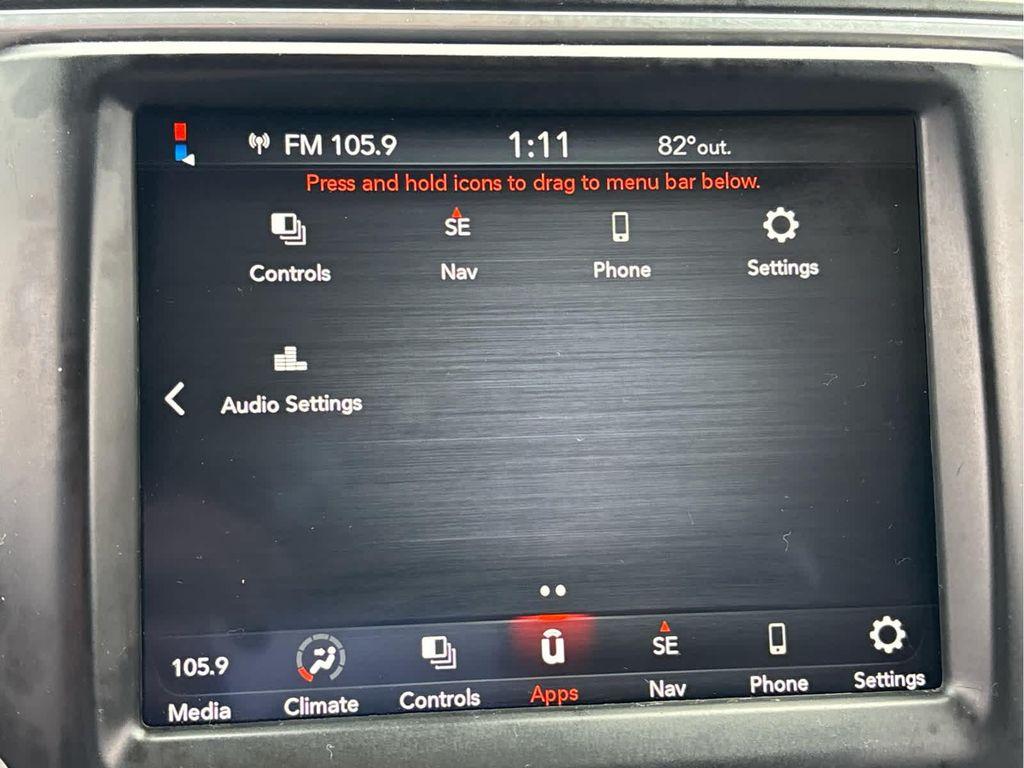 FM 105.9 1:11 82°out.
Press and hold icons to drag to menu bar below.
SE
Controls Nav Phone Settings
Audio Settings
105.9 û SE
Media Climate Controls Apps Nav Phone Settings